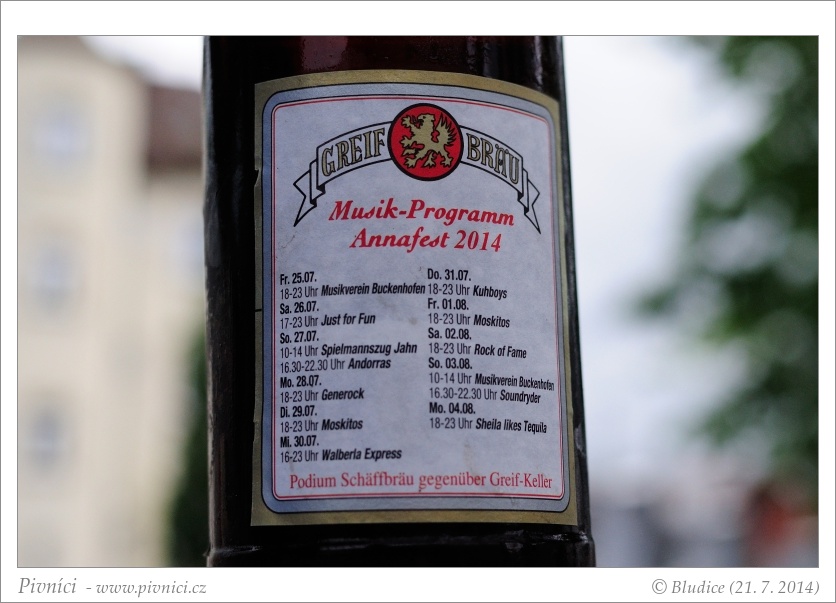 GREIF BRÄU
Musik-Programm
Annafest 2014
Fr. 25.07.
18-23 Uhr Musikverein Buckenhofen
Sa. 26.07.
17-23 Uhr Just for Fun
So. 27.07.
10-14 Uhr Spielmannszug Jahn
16.30-22.30 Uhr Andorras
Mo. 28.07.
18-23 Uhr Generock
Di. 29.07.
18-23 Uhr Moskitos
Mi. 30.07.
16-23 Uhr Walberla Express
Do. 31.07.
18-23 Uhr Kuhboys
Fr. 01.08.
18-23 Uhr Moskitos
Sa. 02.08.
18-23 Uhr Rock of Fame
So. 03.08.
10-14 Uhr Musikverein Buckenhofen
16.30-22.30 Uhr Soundryder
Mo. 04.08.
18-23 Uhr Sheila likes Tequila
Podium Schäffbräu gegenüber Greif-Keller
Pivníci - www.pivnici.cz
© Bludice (21. 7. 2014)